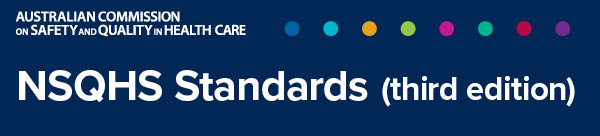 AUSTRALIAN COMMISSION
ON SAFETY AND QUALITY IN HEALTH CARE
NSQHS Standards (third edition)